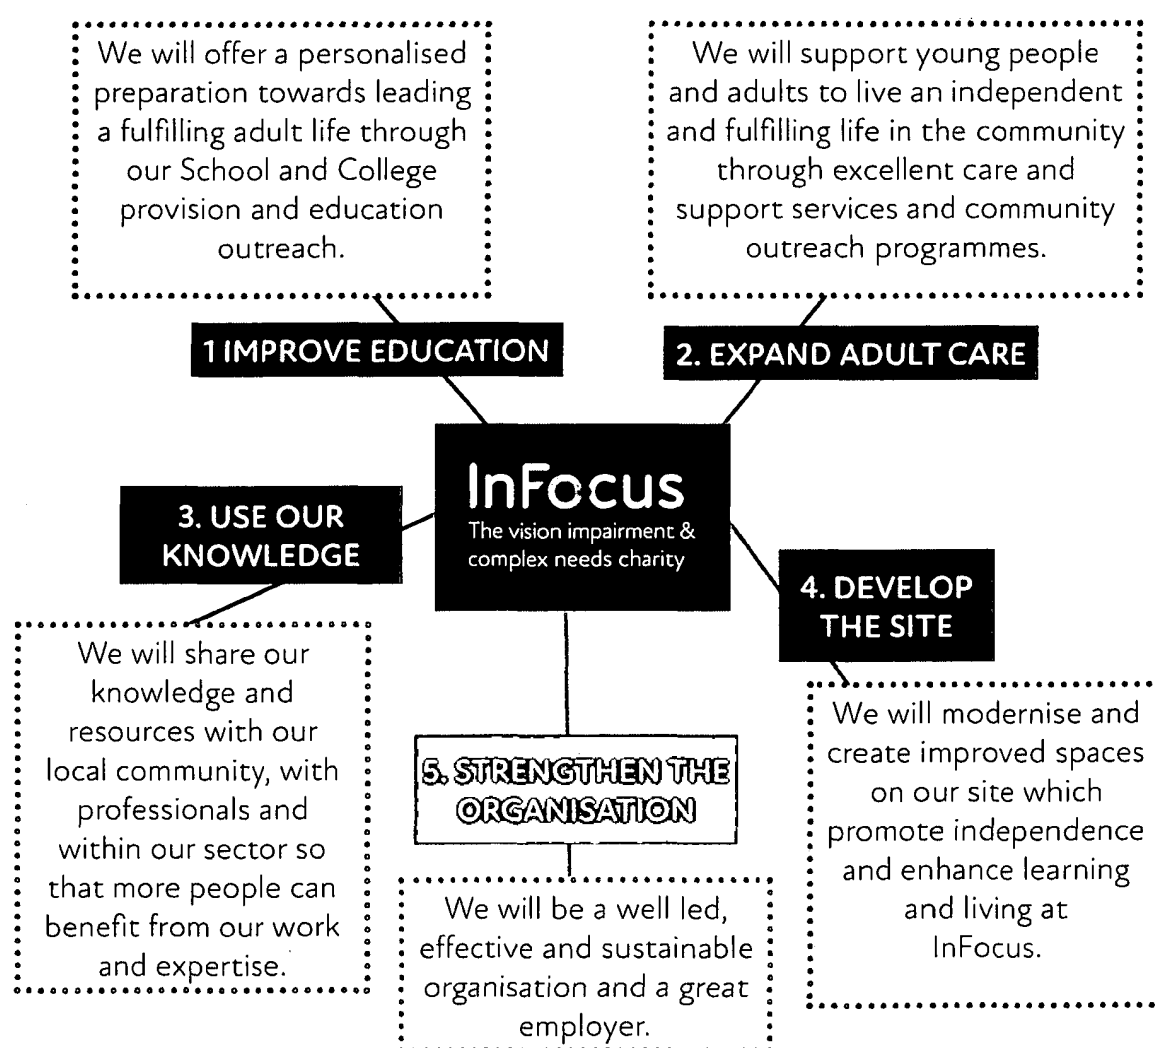 We will offer a personalised
preparation towards leading
a fulfilling adult life through
our School and College
provision and education
outreach.
We will support young people
and adults to live an independent
and fulfilling life in the community
through excellent care and
support services and community
outreach programmes.
1 IMPROVE EDUCATION
2. EXPAND ADULT CARE
InFocus
The vision impairment &
complex needs charity
3. USE OUR
KNOWLEDGE
4. DEVELOP
THE SITE
We will share our
knowledge and
resources with our
local community, with
professionals and
within our sector so
that more people can
benefit from our work
and expertise.
5. STRENGTHEN THE
ORGANISATION
We will be a well led,
effective and sustainable
organisation and a great
employer.
We will modernise and
create improved spaces
on our site which
promote independence
and enhance learning
and living at
InFocus.